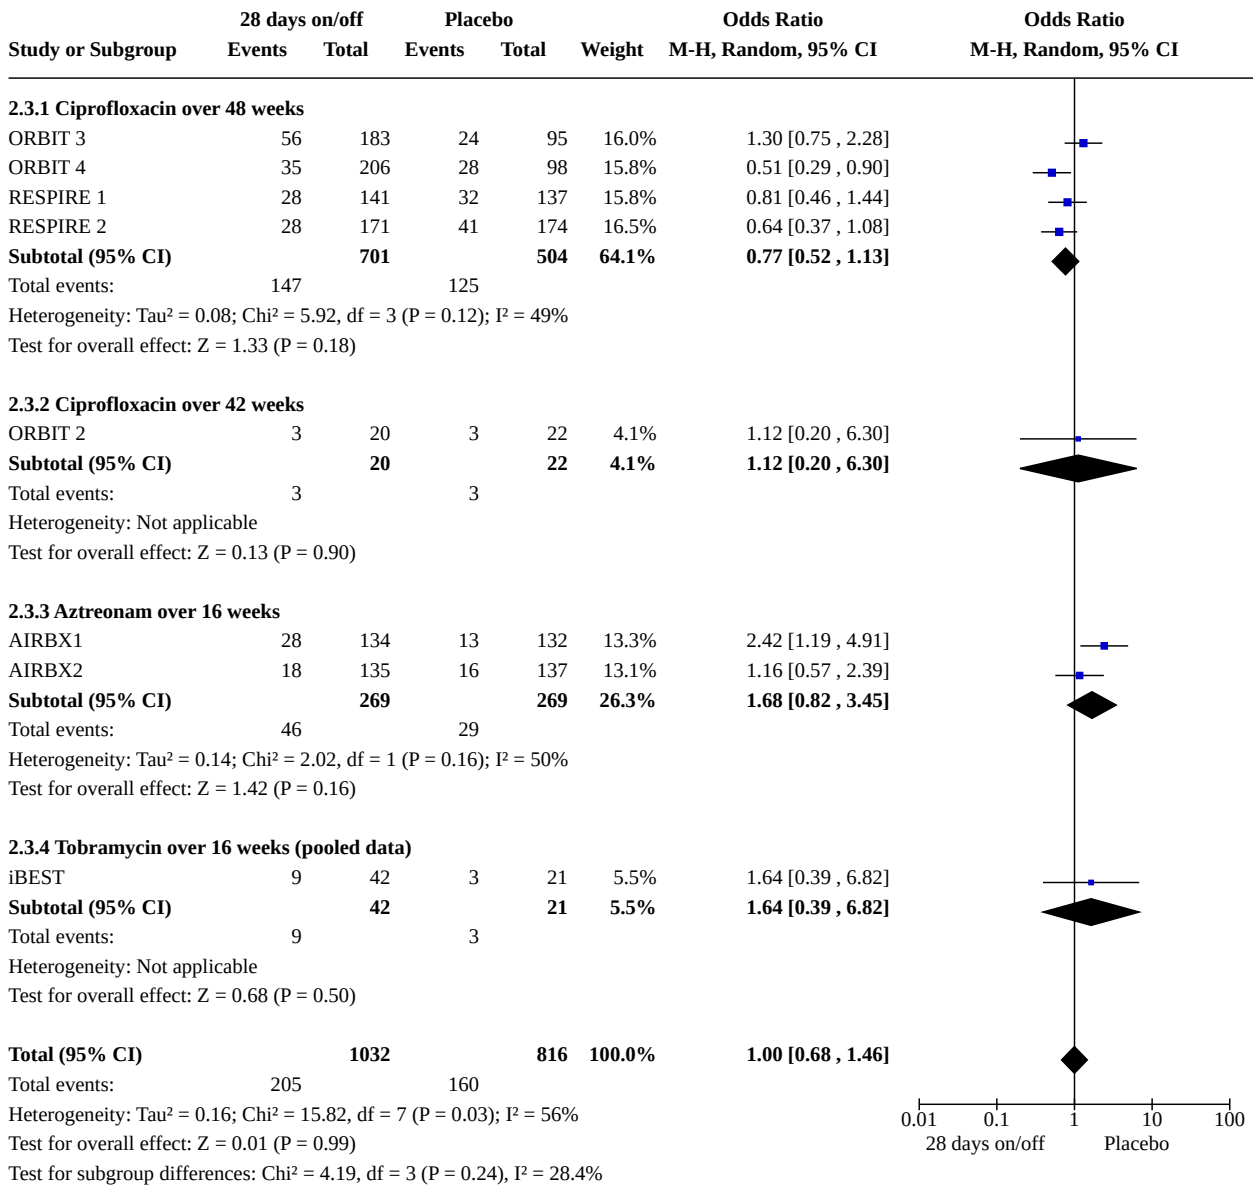 28 days on/off Placebo Odds Ratio Odds Ratio
Study or Subgroup Events Total Events Total Weight M-H, Random, 95% CI M-H, Random, 95% CI
2.3.1 Ciprofloxacin over 48 weeks
ORBIT 3 56 183 24 95 16.0% 1.30 [0.75 , 2.28]
ORBIT 4 35 206 28 98 15.8% 0.51 [0.29 , 0.90]
RESPIRE 1 28 141 32 137 15.8% 0.81 [0.46 , 1.44]
RESPIRE 2 28 171 41 174 16.5% 0.64 [0.37 , 1.08]
Subtotal (95% CI) 701 504 64.1% 0.77 [0.52 , 1.13]
Total events: 147 125
Heterogeneity: Tau² = 0.08; Chi² = 5.92, df = 3 (P = 0.12); I² = 49%
Test for overall effect: Z = 1.33 (P = 0.18)
2.3.2 Ciprofloxacin over 42 weeks
ORBIT 2 3 20 3 22 4.1% 1.12 [0.20 , 6.30]
Subtotal (95% CI) 20 22 4.1% 1.12 [0.20 , 6.30]
Total events: 3 3
Heterogeneity: Not applicable
Test for overall effect: Z = 0.13 (P = 0.90)
2.3.3 Aztreonam over 16 weeks
AIRBX1 28 134 13 132 13.3% 2.42 [1.19 , 4.91]
AIRBX2 18 135 16 137 13.1% 1.16 [0.57 , 2.39]
Subtotal (95% CI) 269 269 26.3% 1.68 [0.82 , 3.45]
Total events: 46 29
Heterogeneity: Tau² = 0.14; Chi² = 2.02, df = 1 (P = 0.16); I² = 50%
Test for overall effect: Z = 1.42 (P = 0.16)
2.3.4 Tobramycin over 16 weeks (pooled data)
iBEST 9 42 3 21 5.5% 1.64 [0.39 , 6.82]
Subtotal (95% CI) 42 21 5.5% 1.64 [0.39 , 6.82]
Total events: 9 3
Heterogeneity: Not applicable
Test for overall effect: Z = 0.68 (P = 0.50)
Total (95% CI) 1032 816 100.0% 1.00 [0.68 , 1.46]
Total events: 205 160
Heterogeneity: Tau² = 0.16; Chi² = 15.82, df = 7 (P = 0.03); I² = 56%
Test for overall effect: Z = 0.01 (P = 0.99)
Test for subgroup differences: Chi² = 4.19, df = 3 (P = 0.24), I² = 28.4%
0.01 0.1 1 10 100
28 days on/off Placebo